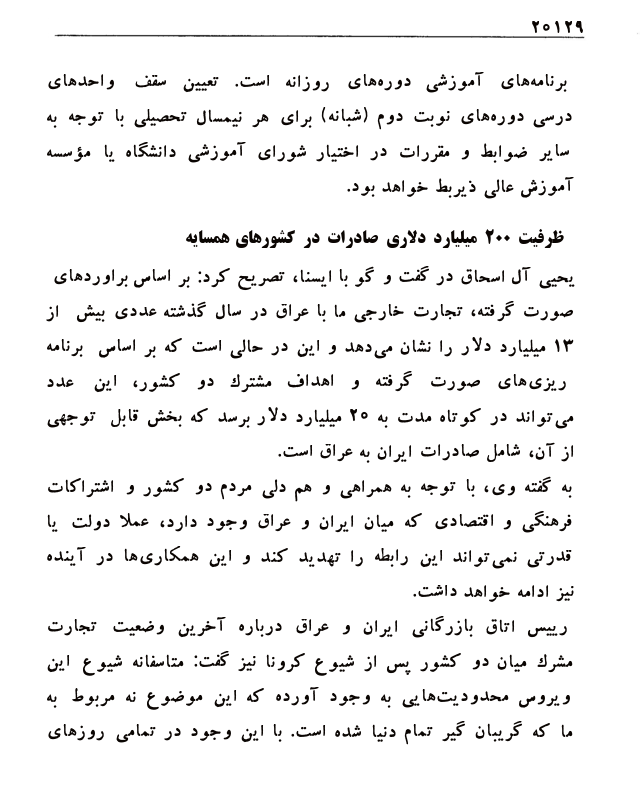 ۲۵۱۲۹
برنامه‌های آموزشی دوره‌های روزانه است. تعیین سقف واحدهای
درسی دوره‌های نوبت دوم (شبانه) برای هر نیمسال تحصیلی با توجه به
سایر ضوابط و مقررات در اختیار شورای آموزشی دانشگاه یا مؤسسه
آموزش عالی ذیربط خواهد بود.
ظرفیت ۲۰۰ میلیارد دلاری صادرات در کشورهای همسایه
یحیی آل اسحاق در گفت و گو با ایسنا، تصریح کرد: بر اساس براوردهای
صورت گرفته، تجارت خارجی ما با عراق در سال گذشته عددی بیش از
۱۳ میلیارد دلار را نشان می‌دهد و این در حالی است که بر اساس برنامه
ریزی‌های صورت گرفته و اهداف مشترك دو کشور، این عدد
می‌تواند در کوتاه مدت به ۲۵ میلیارد دلار برسد که بخش قابل توجهی
از آن، شامل صادرات ایران به عراق است.
به گفته وی، با توجه به همراهی و هم دلی مردم دو کشور و اشتراکات
فرهنگی و اقتصادی که میان ایران و عراق وجود دارد، عملا دولت یا
قدرتی نمی‌تواند این رابطه را تهدید کند و این همکاری‌ها در آینده
نیز ادامه خواهد داشت.
رییس اتاق بازرگانی ایران و عراق درباره آخرین وضعیت تجارت
مشرك میان دو کشور پس از شیوع کرونا نیز گفت: متاسفانه شیوع این
ویروس محدودیت‌هایی به وجود آورده که این موضوع نه مربوط به
ما که گریبان گیر تمام دنیا شده است. با این وجود در تمامی روزهای